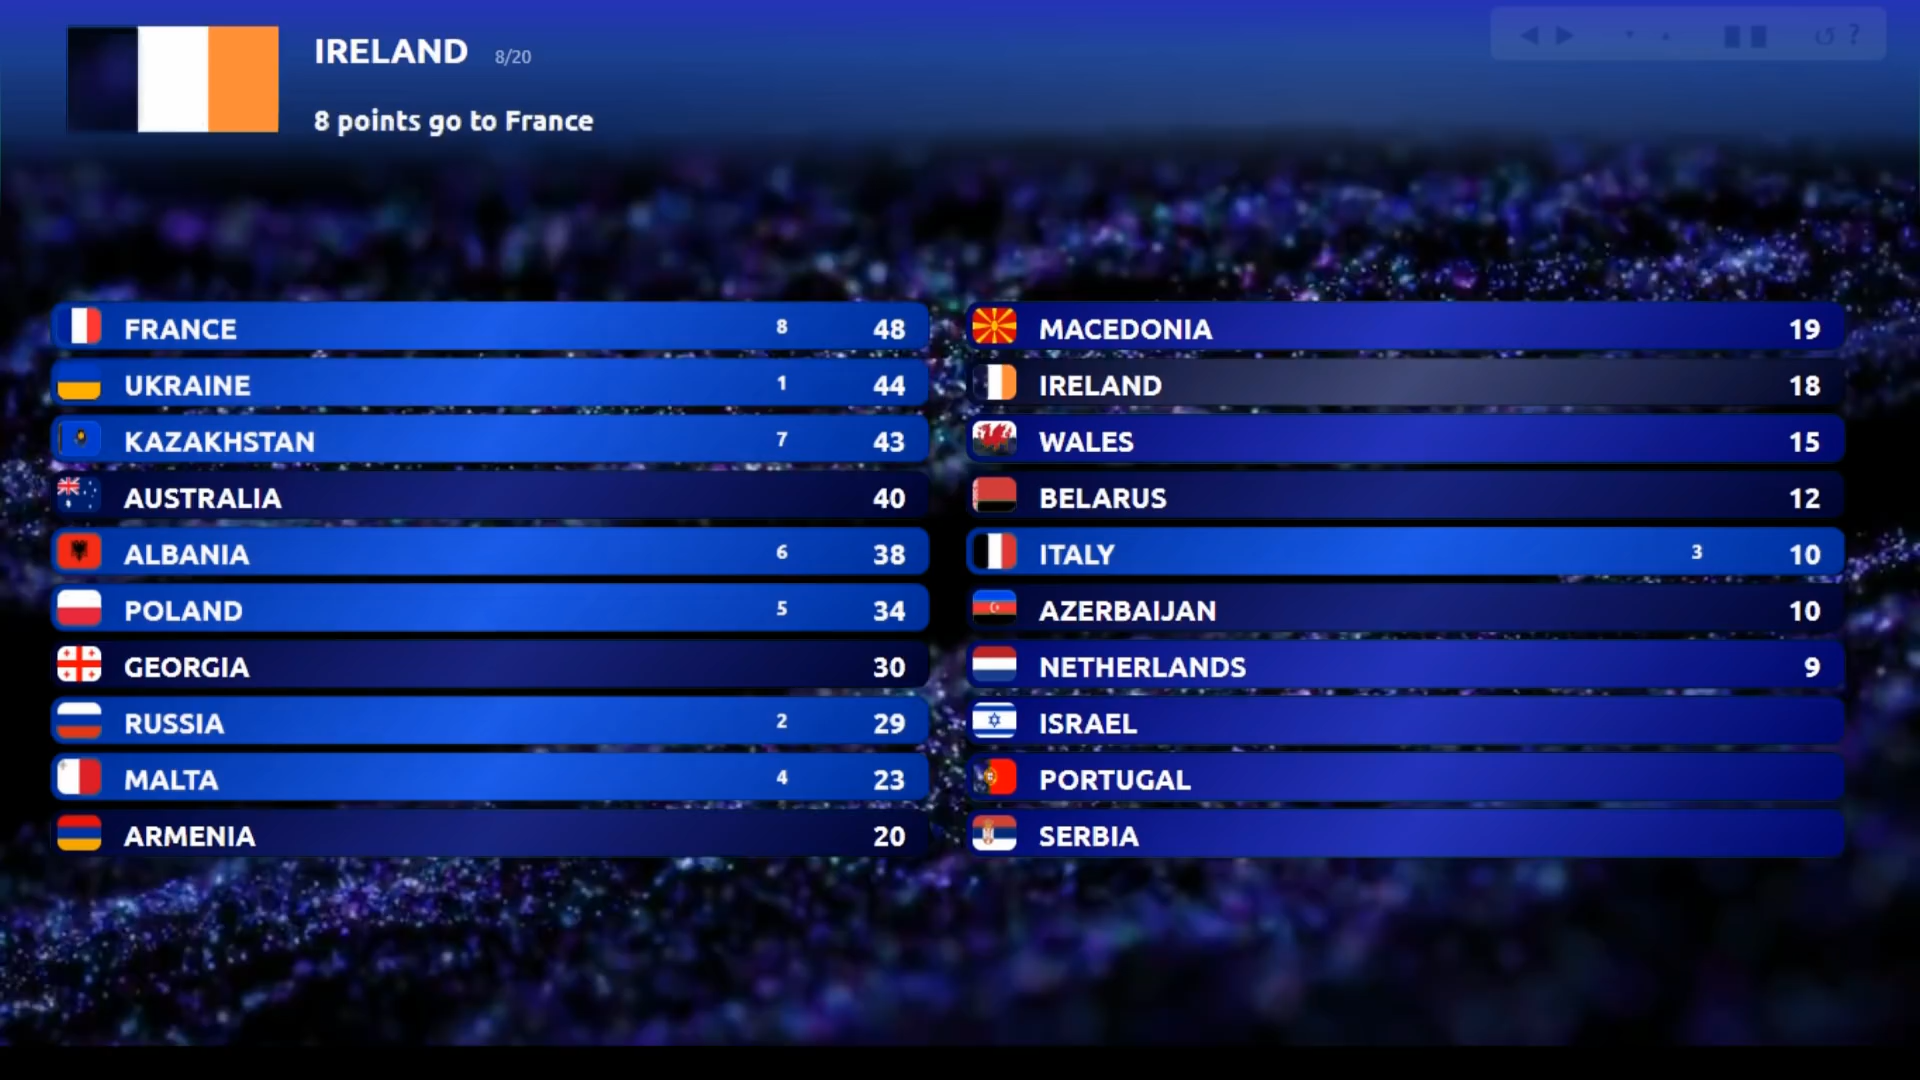 IRELAND 8/20
8 points go to France
FRANCE 8 48
UKRAINE 1 44
KAZAKHSTAN 7 43
AUSTRALIA 40
ALBANIA 6 38
POLAND 5 34
GEORGIA 30
RUSSIA 2 29
MALTA 4 23
ARMENIA 20
MACEDONIA 19
IRELAND 18
WALES 15
BELARUS 12
ITALY 3 10
AZERBAIJAN 10
NETHERLANDS 9
ISRAEL
PORTUGAL
SERBIA